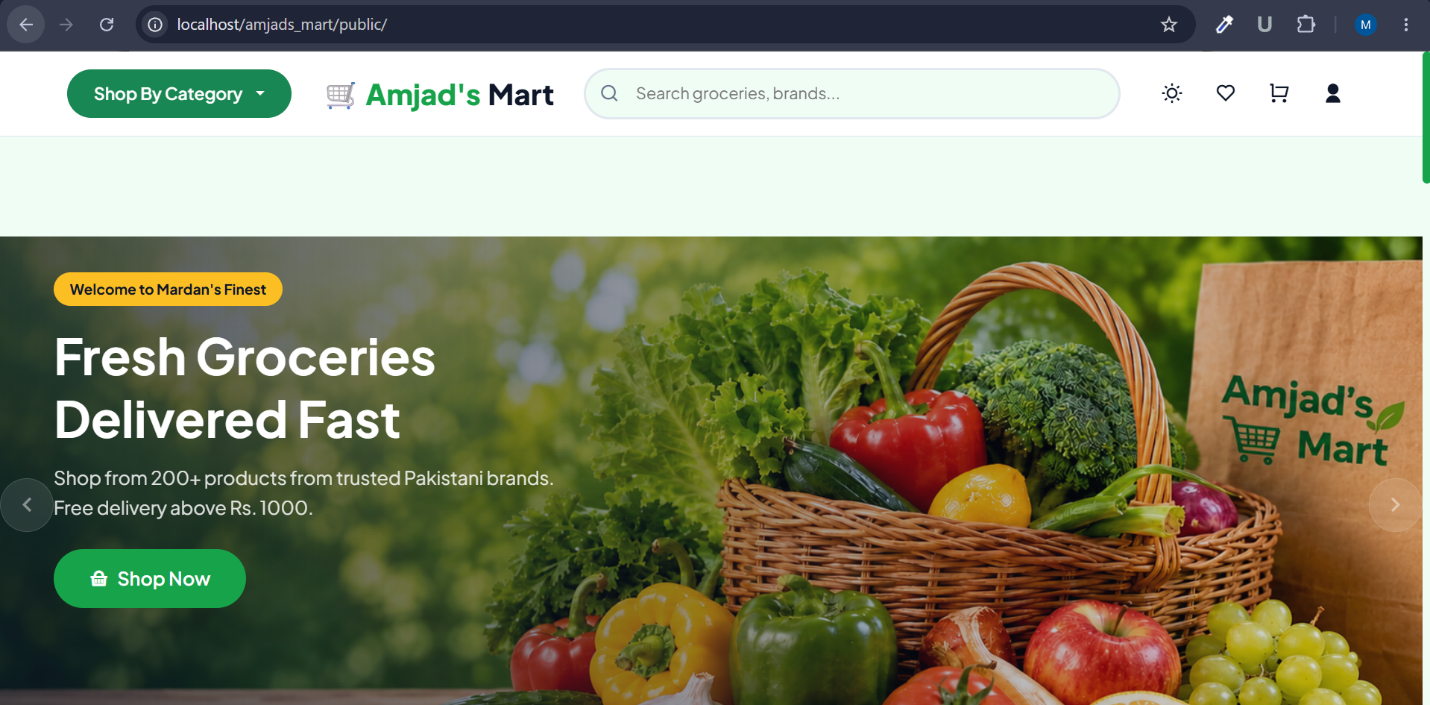 localhost/amjads_mart/public/
U
M
Shop By Category
Amjad's Mart
Search groceries, brands...
Welcome to Mardan's Finest
Fresh Groceries
Delivered Fast
Shop from 200+ products from trusted Pakistani brands.
Free delivery above Rs. 1000.
Shop Now
Amjad's
Mart